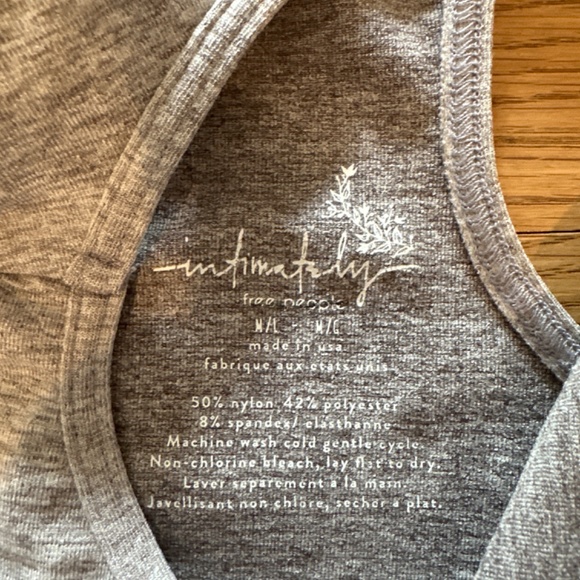 intimately
free people
M/L - M/G
made in usa
fabrique aux etats unis
50% nylon 42% polyester
8% spandex/ elasthanne
Machine wash cold gentle cycle.
Non-chlorine bleach, lay flat to dry.
Laver separement a la main.
Javellisant non chlore, secher a plat.